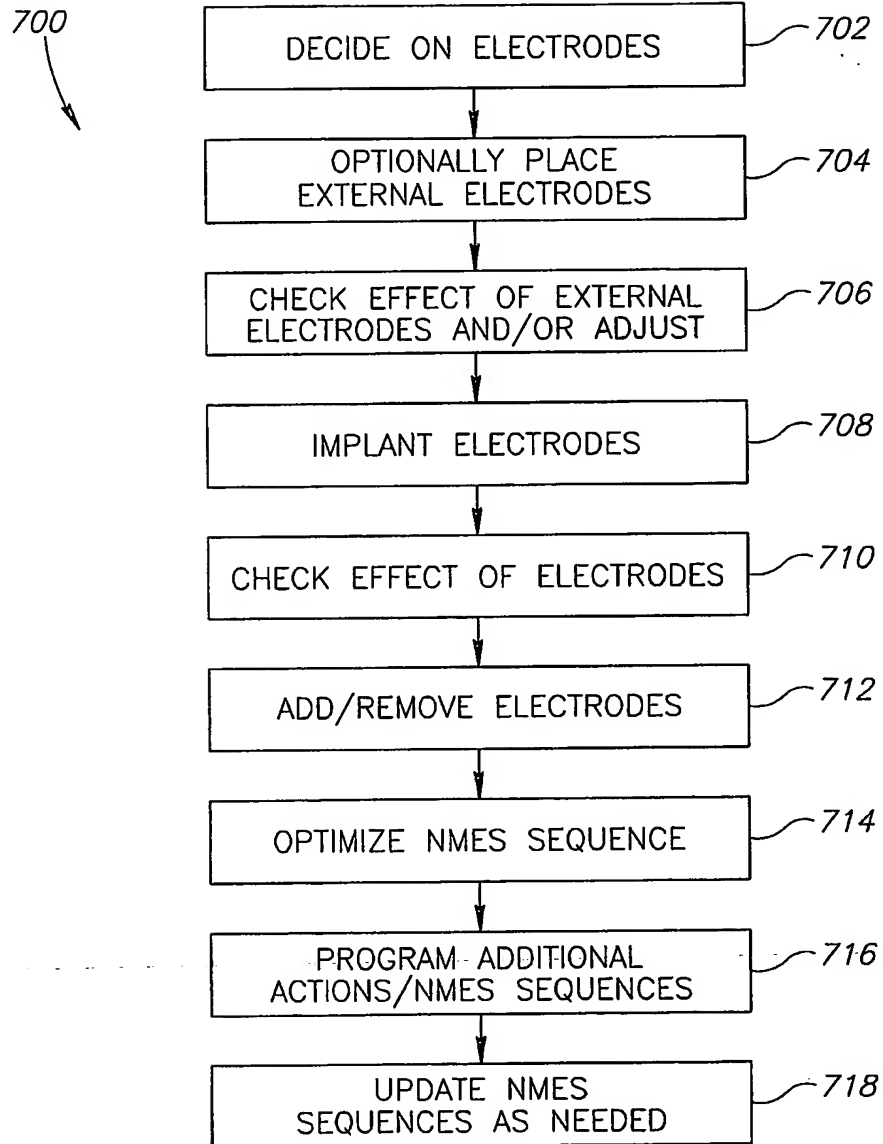 700
DECIDE ON ELECTRODES
702
OPTIONALLY PLACE
EXTERNAL ELECTRODES
704
CHECK EFFECT OF EXTERNAL
ELECTRODES AND/OR ADJUST
706
IMPLANT ELECTRODES
708
CHECK EFFECT OF ELECTRODES
710
ADD/REMOVE ELECTRODES
712
OPTIMIZE NMES SEQUENCE
714
PROGRAM ADDITIONAL
ACTIONS/NMES SEQUENCES
716
UPDATE NMES
SEQUENCES AS NEEDED
718